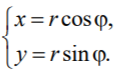 x = r cos φ,
y = r sin φ.